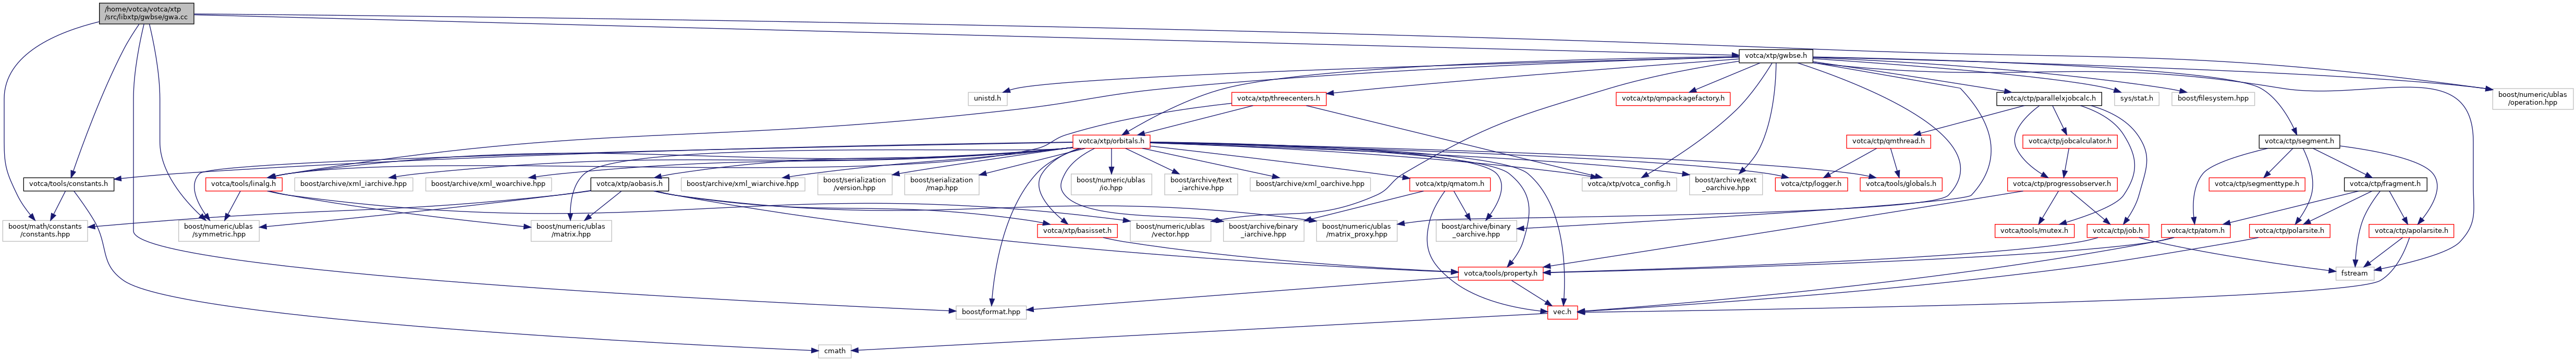 /home/votca/votca/xtp
/src/libxtp/gwbse/gwa.cc
votca/xtp/gwbse.h
unistd.h
votca/xtp/threecenters.h
votca/xtp/qmpackagefactory.h
votca/ctp/parallelxjobcalc.h
sys/stat.h
boost/filesystem.hpp
boost/numeric/ublas
/operation.hpp
votca/xtp/orbitals.h
votca/ctp/qmthread.h
votca/ctp/jobcalculator.h
votca/ctp/segment.h
votca/tools/constants.h
votca/tools/linalg.h
boost/archive/xml_iarchive.hpp
boost/archive/xml_woarchive.hpp
votca/xtp/aobasis.h
boost/archive/xml_wiarchive.hpp
boost/serialization
/version.hpp
boost/serialization
/map.hpp
boost/numeric/ublas
/io.hpp
boost/archive/text
_iarchive.hpp
boost/archive/xml_oarchive.hpp
votca/xtp/qmatom.h
votca/xtp/votca_config.h
boost/archive/text
_oarchive.hpp
votca/ctp/logger.h
votca/tools/globals.h
votca/ctp/progressobserver.h
votca/ctp/segmenttype.h
votca/ctp/fragment.h
boost/math/constants
/constants.hpp
boost/numeric/ublas
/symmetric.hpp
boost/numeric/ublas
/matrix.hpp
votca/xtp/basisset.h
boost/numeric/ublas
/vector.hpp
boost/archive/binary
_iarchive.hpp
boost/numeric/ublas
/matrix_proxy.hpp
boost/archive/binary
_oarchive.hpp
votca/tools/mutex.h
votca/ctp/job.h
votca/ctp/atom.h
votca/ctp/polarsite.h
votca/ctp/apolarsite.h
votca/tools/property.h
fstream
boost/format.hpp
vec.h
cmath